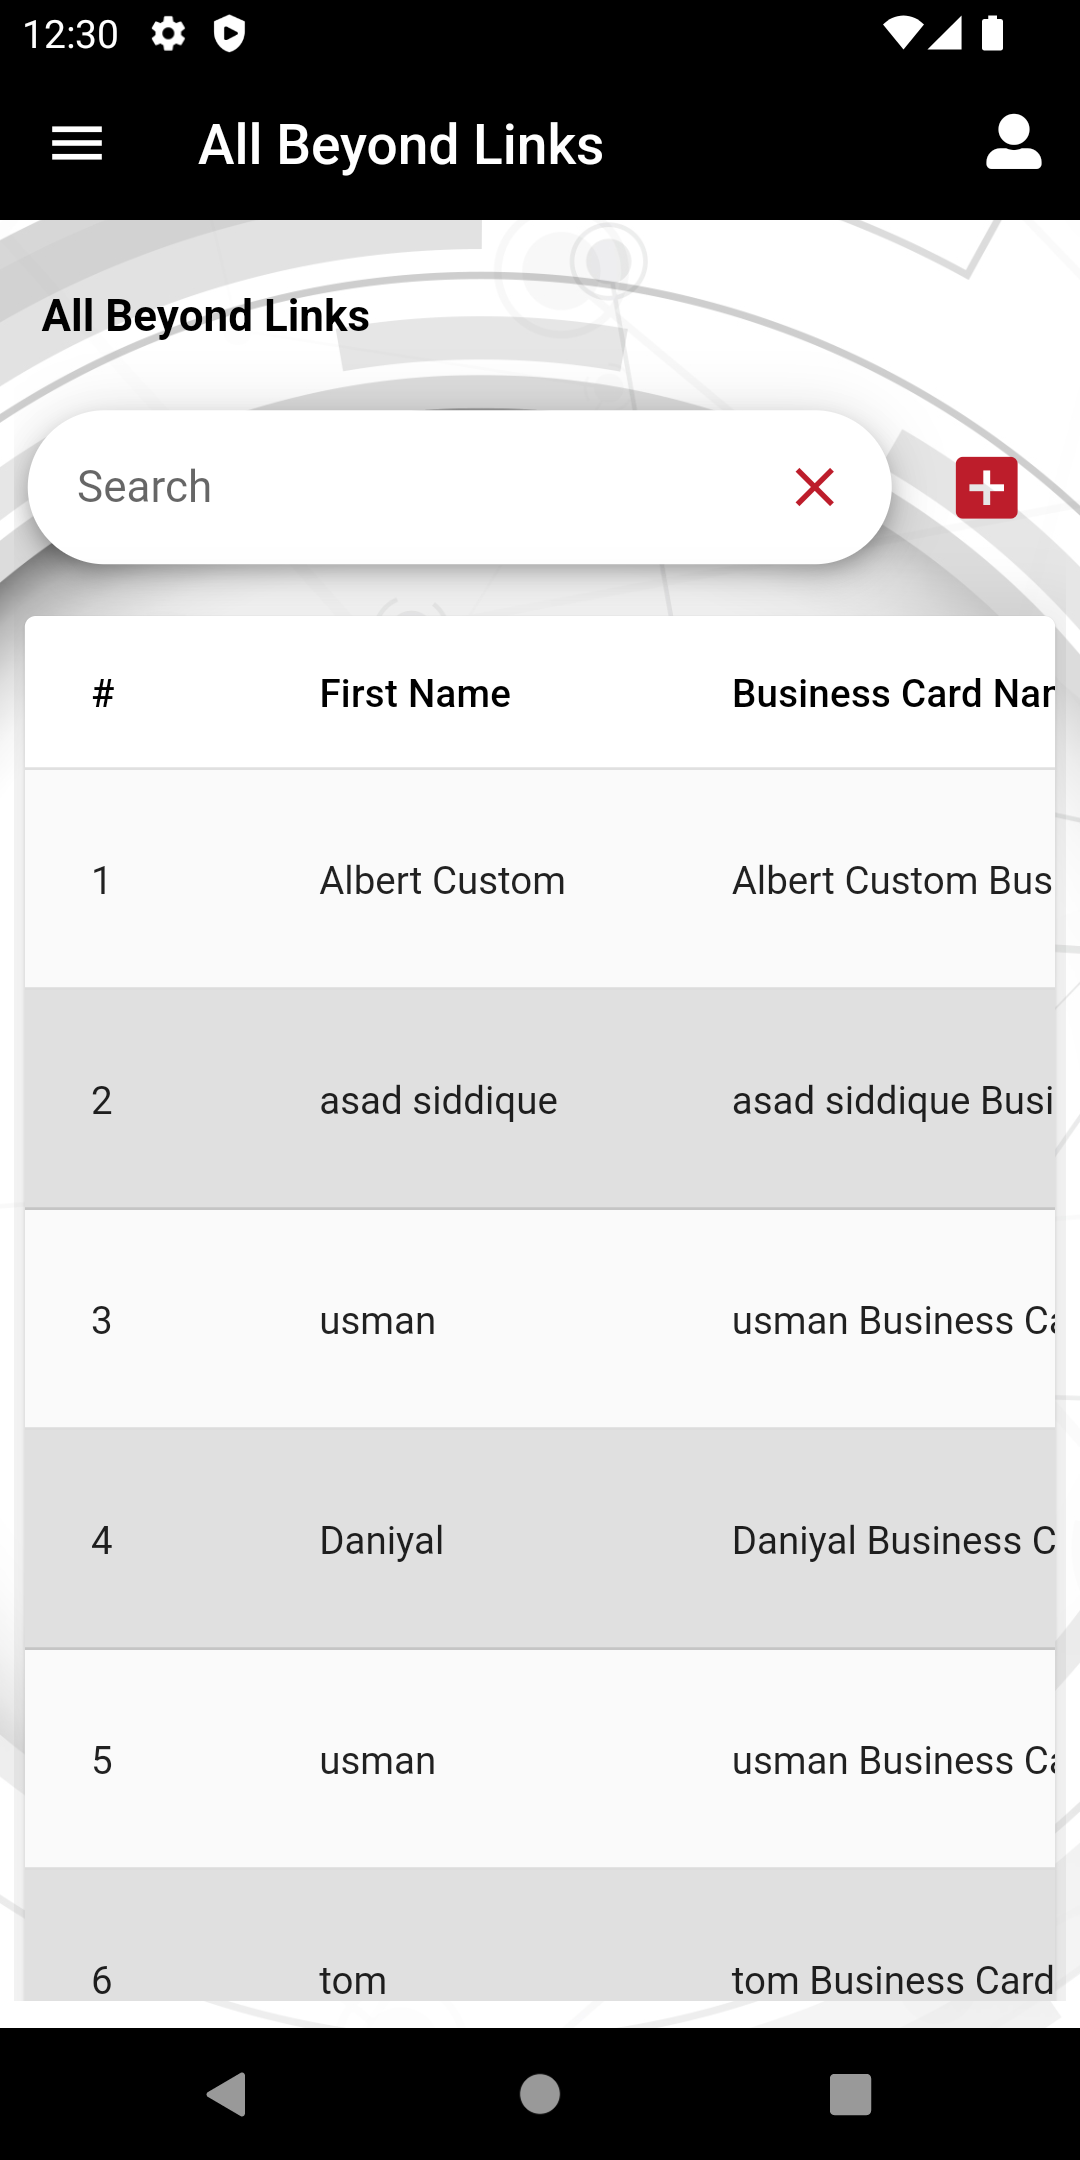 12:30
All Beyond Links
All Beyond Links
Search
# First Name Business Card Nam
1 Albert Custom Albert Custom Bus
2 asad siddique asad siddique Busi
3 usman usman Business Ca
4 Daniyal Daniyal Business C
5 usman usman Business Ca
6 tom tom Business Card